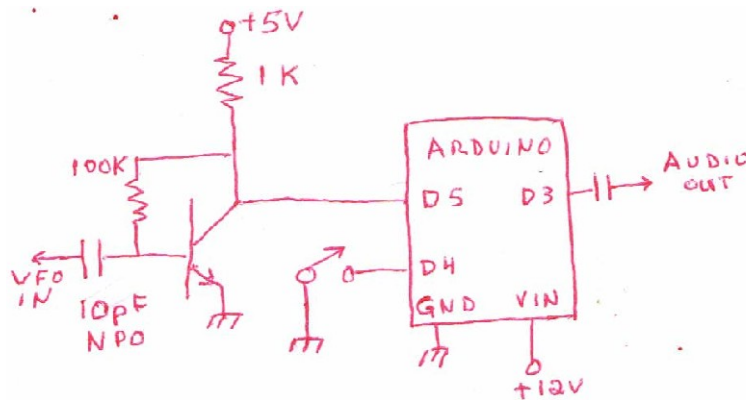 +5V
1K
100K
ARDUINO
D5
D3
AUDIO
OUT
VFO
IN
10pF
NPO
D4
GND
VIN
+12V